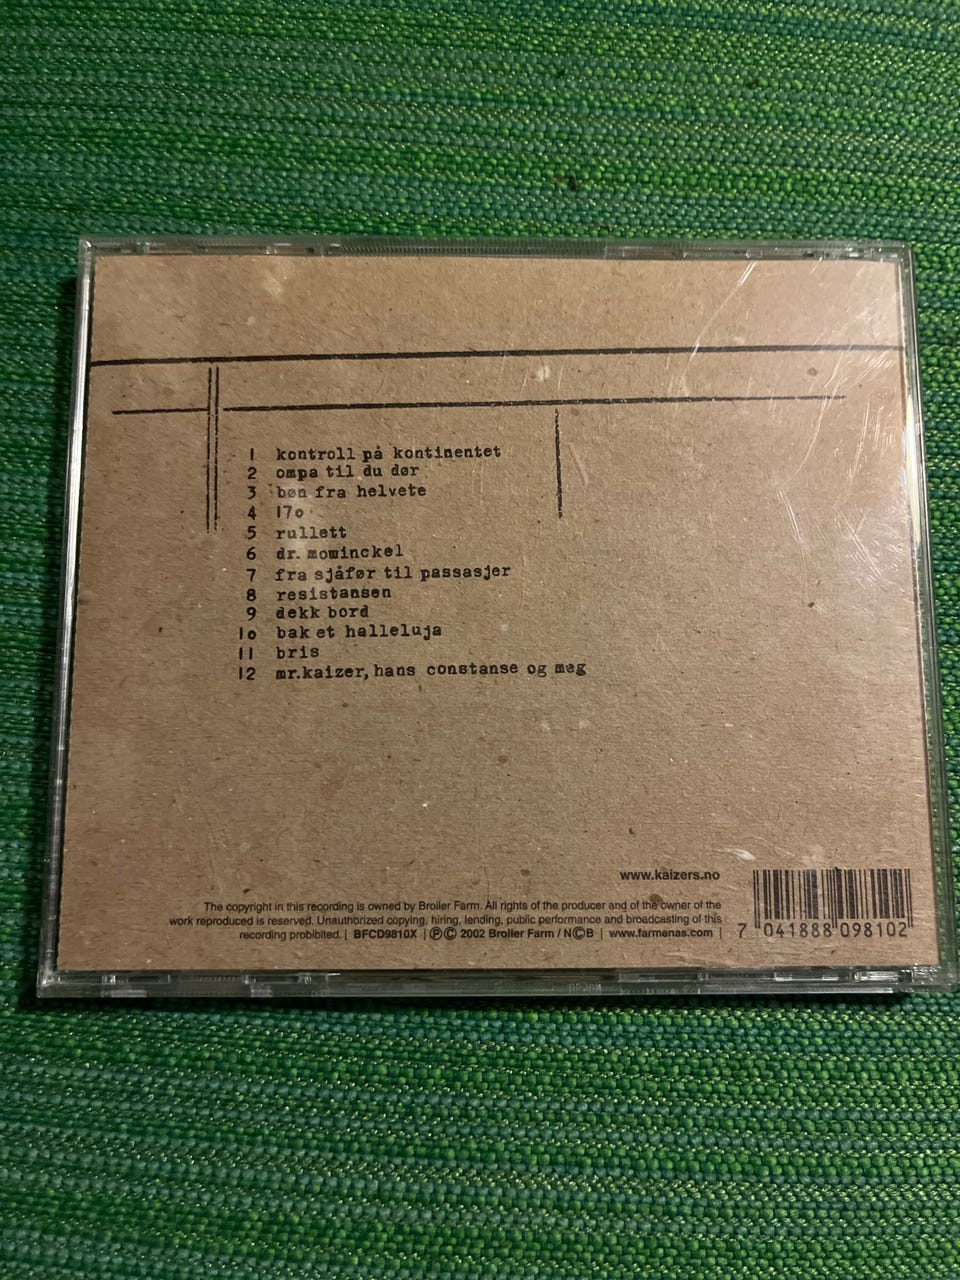 1 kontroll på kontinentet
2 ompa til du dør
3 bøn fra helvete
4 170
5 rullett
6 dr. mowinckel
7 fra sjåfør til passasjer
8 resistansen
9 dekk bord
10 bak et halleluja
11 bris
12 mr.kaizer, hans constanse og meg
www.kaizers.no
The copyright in this recording is owned by Broiler Farm. All rights of the producer and of the owner of the
work reproduced is reserved. Unauthorized copying, hiring, lending, public performance and broadcasting of this
recording probibited. | BFCD9810X | ℗© 2002 Broiler Farm / N©B | www.farmenas.com |
7 041888 098102